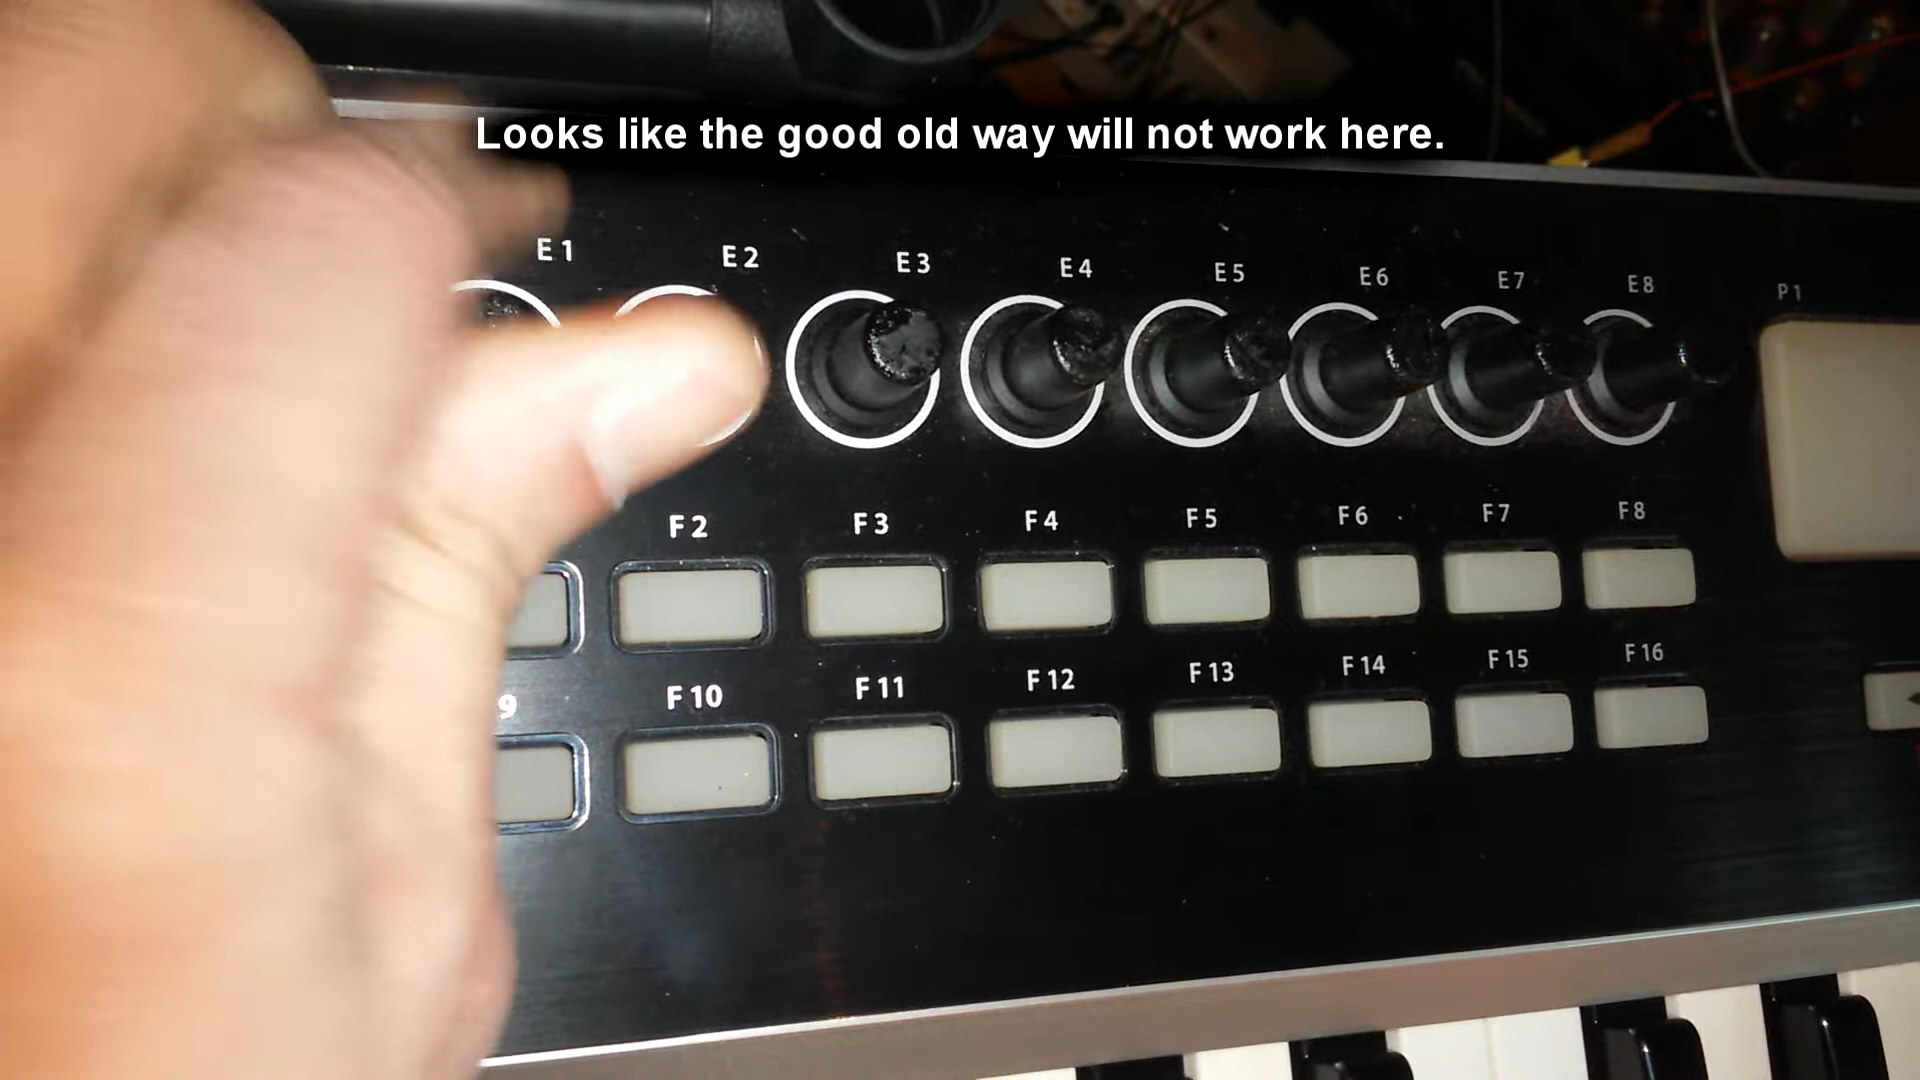 Looks like the good old way will not work here.
E1 E2 E3 E4 E5 E6 E7 E8 P1
F2 F3 F4 F5 F6 F7 F8
9 F10 F11 F12 F13 F14 F15 F16